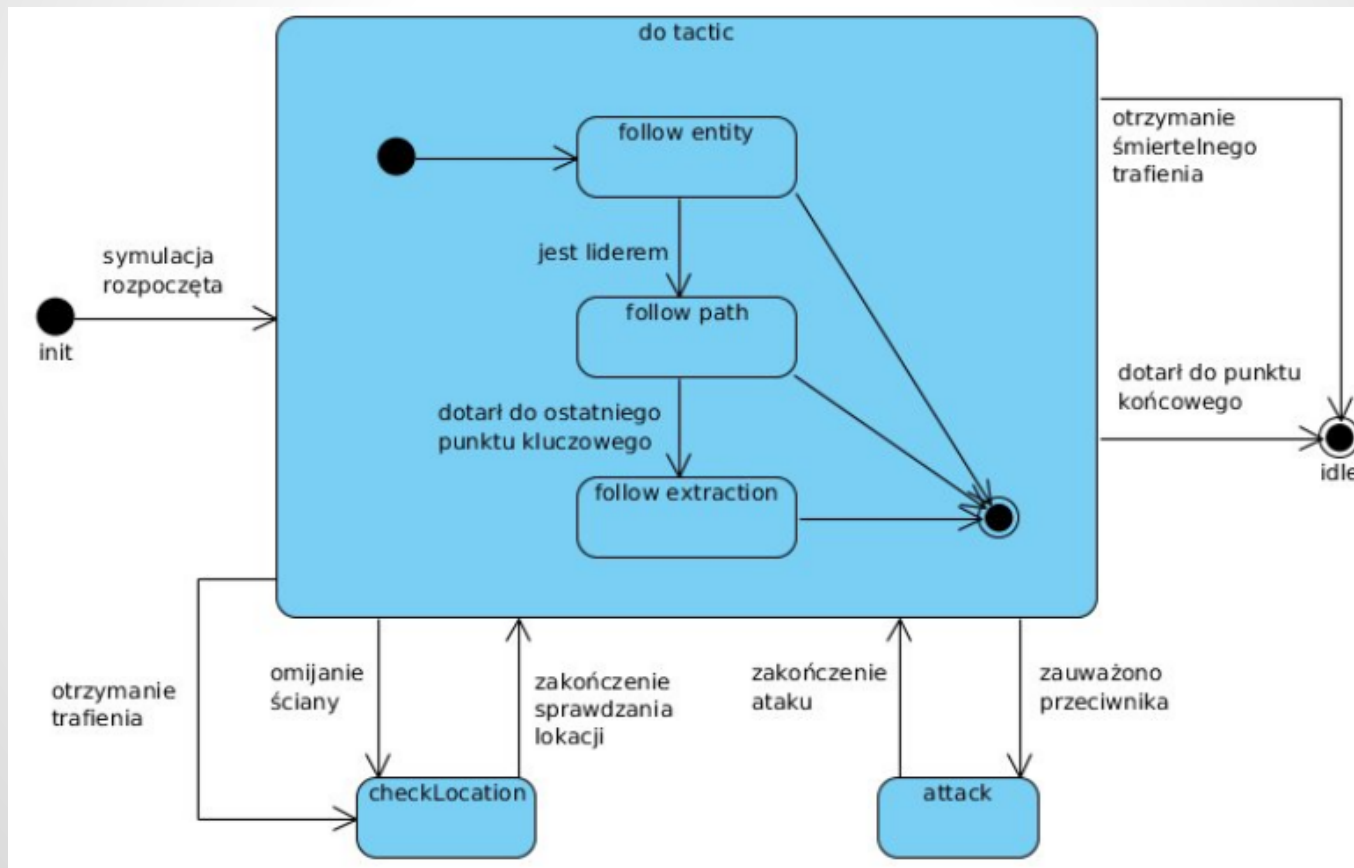 do tactic
follow entity
otrzymanie
śmiertelnego
trafienia
jest liderem
symulacja
rozpoczęta
follow path
init
dotarł do punktu
końcowego
dotarł do ostatniego
punktu kluczowego
idle
follow extraction
otrzymanie
trafienia
omijanie
ściany
zakończenie
sprawdzania
lokacji
zakończenie
ataku
zauważono
przeciwnika
checkLocation
attack